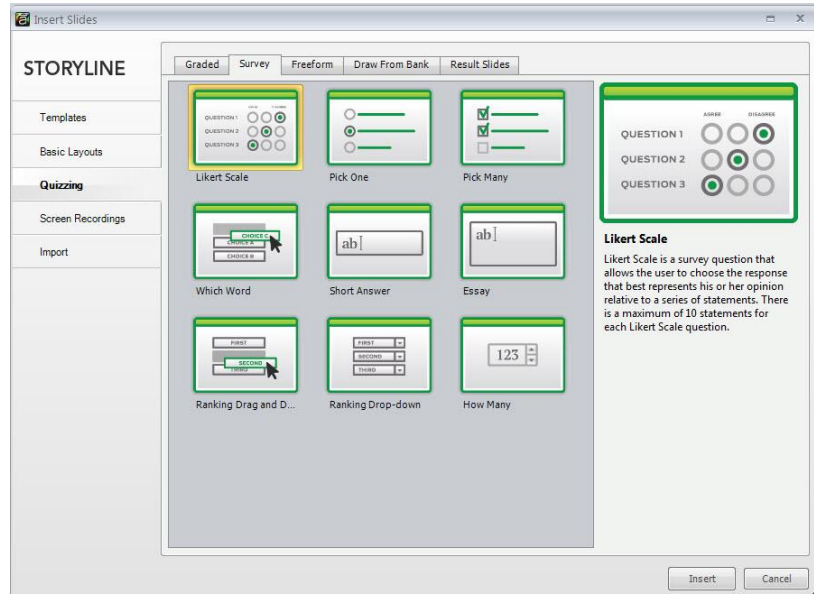 Insert Slides
STORYLINE
Templates
Basic Layouts
Quizzing
Screen Recordings
Import
Graded Survey Freeform Draw From Bank Result Slides
QUESTION 1
QUESTION 2
QUESTION 3
Likert Scale
Pick One
Pick Many
CHOICE C
CHOICE A
CHOICE B
Which Word
ab
Short Answer
ab
Essay
FIRST
SECOND
THIRD
Ranking Drag and D...
FIRST
SECOND
THIRD
Ranking Drop-down
123
How Many
AGREE DISAGREE
QUESTION 1
QUESTION 2
QUESTION 3
Likert Scale
Likert Scale is a survey question that
allows the user to choose the response
that best represents his or her opinion
relative to a series of statements. There
is a maximum of 10 statements for
each Likert Scale question.
Insert Cancel